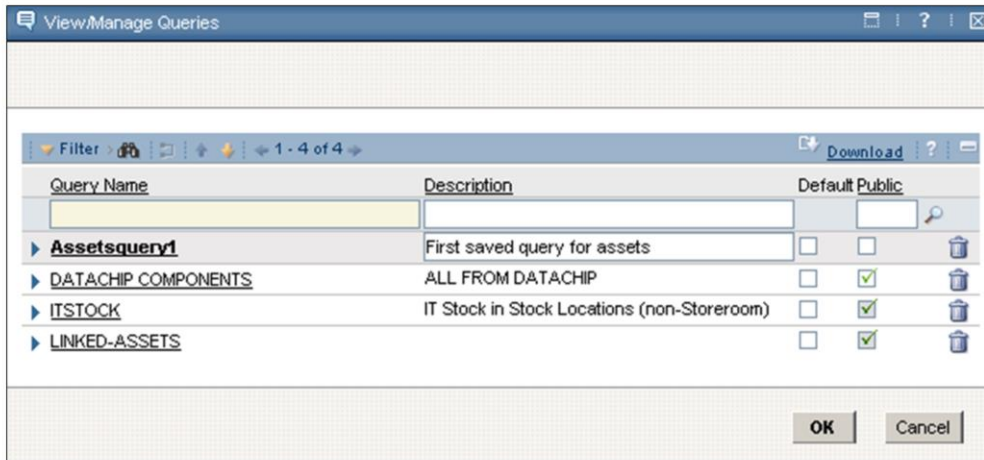 View/Manage Queries ?
Filter 1 - 4 of 4 Download ?
Query Name Description Default Public
Assetsquery1 First saved query for assets
DATACHIP COMPONENTS ALL FROM DATACHIP
ITSTOCK IT Stock in Stock Locations (non-Storeroom)
LINKED-ASSETS
OK Cancel